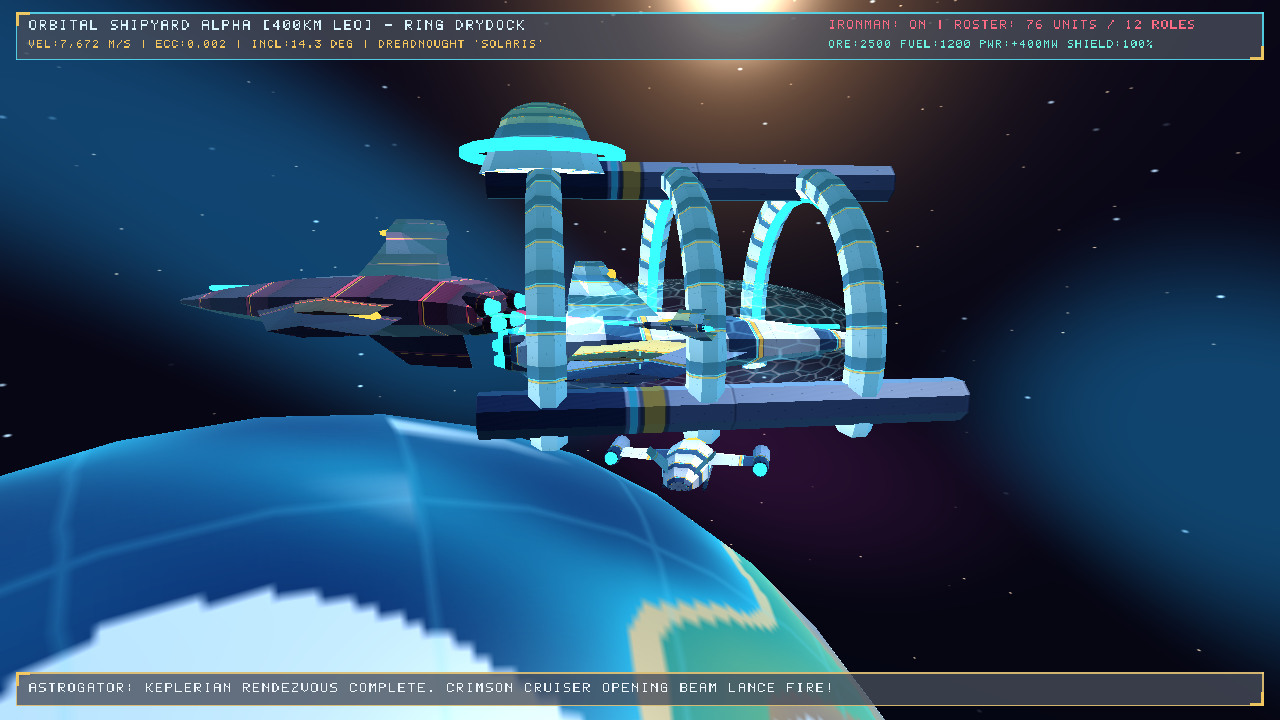 ORBITAL SHIPYARD ALPHA [400KM LEO] - RING DRYDOCK
VEL:7,672 M/S | ECC:0.002 | INCL:14.3 DEG | DREADNOUGHT 'SOLARIS'
IRONMAN: ON | ROSTER: 76 UNITS / 12 ROLES
ORE:2500 FUEL:1200 PWR:+400MW SHIELD:100%
ASTROGATOR: KEPLERIAN RENDEZVOUS COMPLETE. CRIMSON CRUISER OPENING BEAM LANCE FIRE!